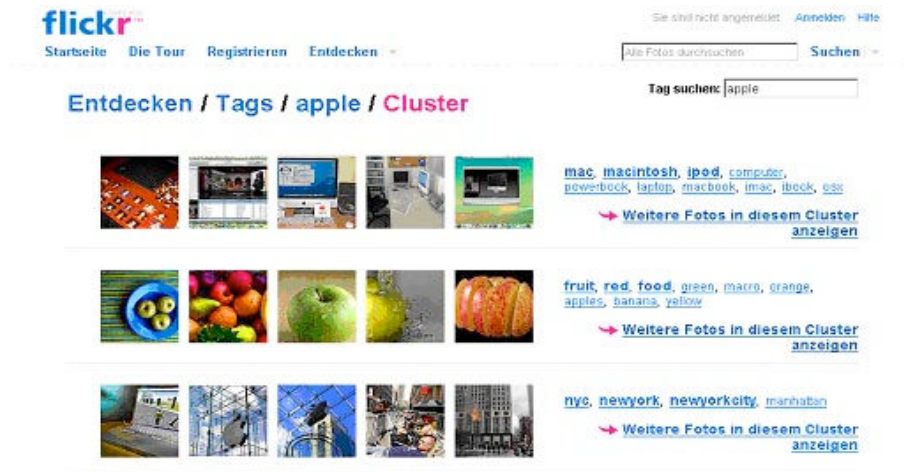 flickr
Sie sind nicht angemeldet Anmelden Hilfe
Startseite Die Tour Registrieren Entdecken
Alle Fotos durchsuchen Suchen
Tag suchen: apple
Entdecken / Tags / apple / Cluster
mac, macintosh, ipod, computer,
powerbook, laptop, macbook, imac, ibook, osx
Weitere Fotos in diesem Cluster
anzeigen
fruit, red, food, green, macro, orange,
apples, banana, yellow
Weitere Fotos in diesem Cluster
anzeigen
nyc, newyork, newyorkcity, manhattan
Weitere Fotos in diesem Cluster
anzeigen